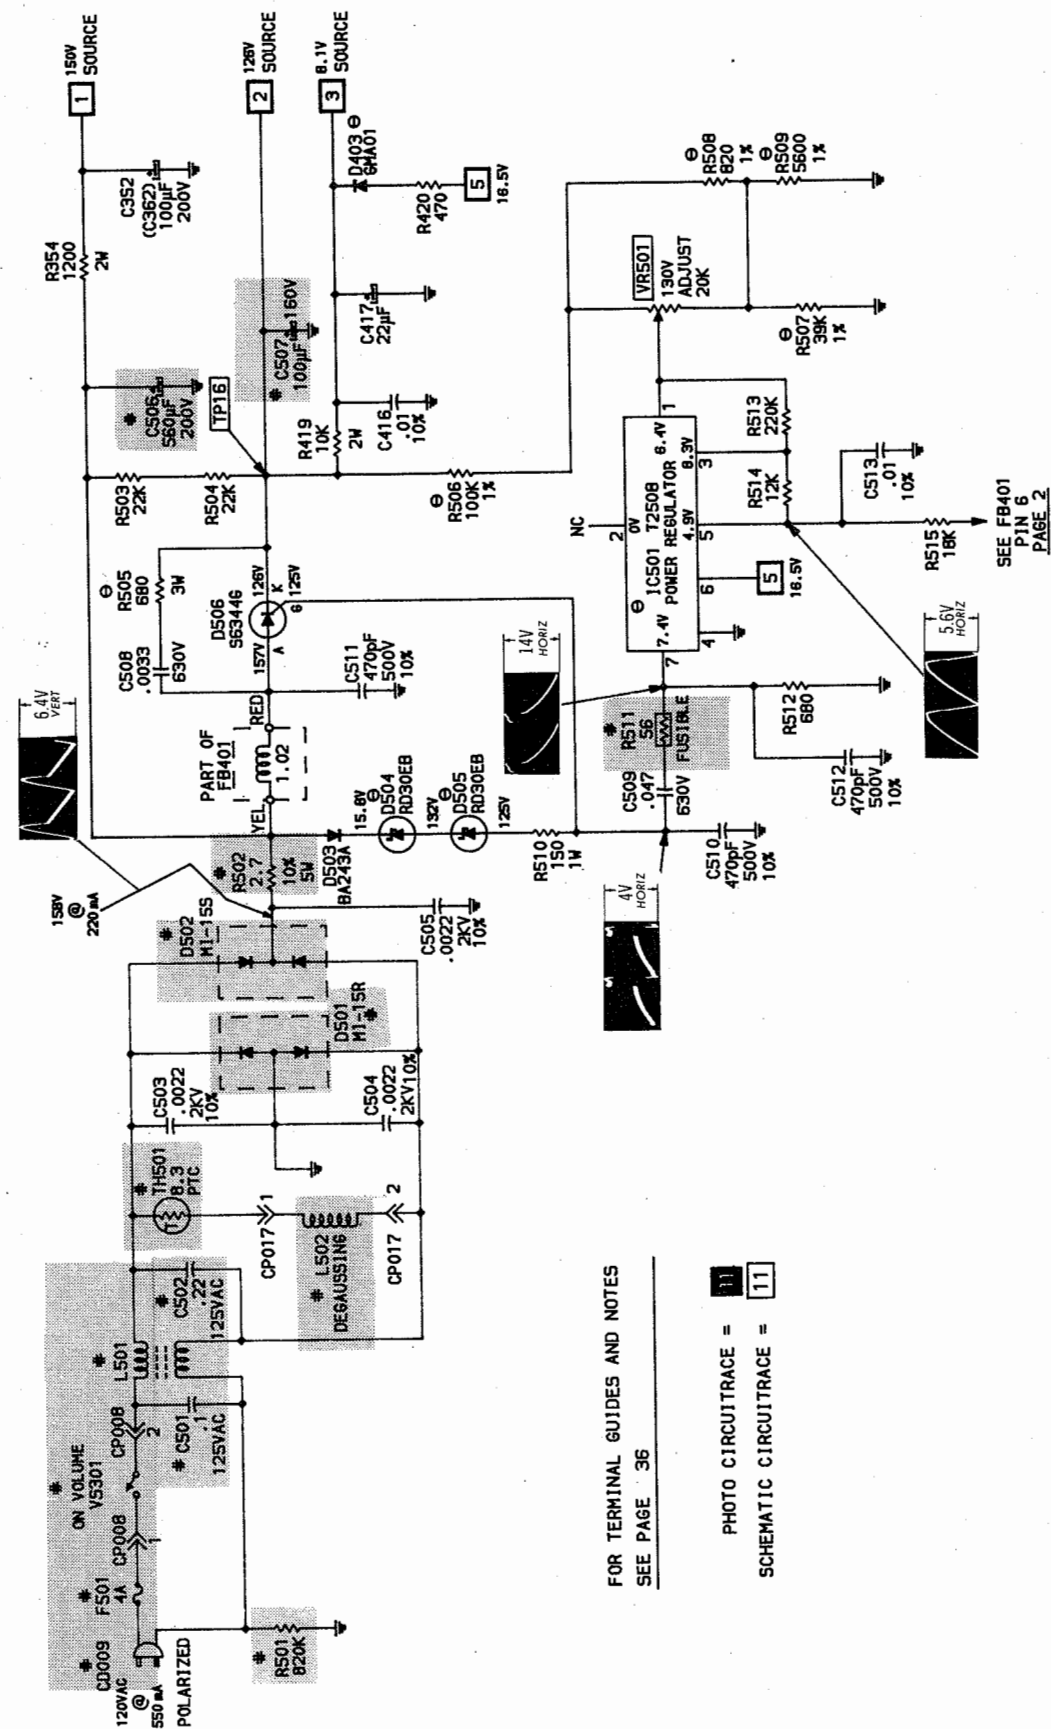 120VAC
@
550 mA
POLARIZED
#
CD009
#
F501
4A
#
ON VOLUME
VS301
CP008
1
CP008
2
#
L501
# C501
.1
125VAC
#
C502
.22
125VAC
#
R501
820K
#
TH501
8.3
PTC
T
CP017
1
# L502
DEGAUSSING
CP017
2
C503
.0022
2KV
10%
C504
.0022
2KV10%
D501
M1-15R
#
#
D502
M1-15S
158V
@
220 mA
6.4V
VERT
C505
.0022
2KV
10%
#
R502
2.7
10%
5W
D503
BA243A
YEL
RED
PART OF
FB401
1.02
15.8V
D504
RD30EB
132V
D505
RD30EB
125V
R510
150
1W
C508
.0033
630V
R505
680
3W
D506
S6344G
157V
A
126V
K
G
125V
C511
470pF
500V
10%
R503
22K
R504
22K
#
C506
560µF
200V
TP16
R354
1200
2W
C352
(C362)
100µF
200V
1
150V
SOURCE
# C507
100µF
160V
2
126V
SOURCE
R419
10K
2W
C416
.01
10%
C417
22µF
D403
GMA01
R420
470
5
16.5V
3
8.1V
SOURCE
R506
100K
1%
4V
HORIZ
C510
470pF
500V
10%
C509
.047
630V
#
R511
56
FUSIBLE
14V
HORIZ
C512
470pF
500V
10%
R512
680
7
7.4V
4
6
5
16.5V
NC
2
0V
IC501 T2508
POWER REGULATOR
4.9V
5
8.3V
3
6.4V
1
R514
12K
R513
220K
C513
.01
10%
R515
18K
SEE FB401
PIN 6
PAGE 2
5.6V
HORIZ
VR501
130V
ADJUST
20K
R507
39K
1%
R508
820
1%
R509
5600
1%
FOR TERMINAL GUIDES AND NOTES
SEE PAGE 36
PHOTO CIRCUITRACE = 11
SCHEMATIC CIRCUITRACE = 11